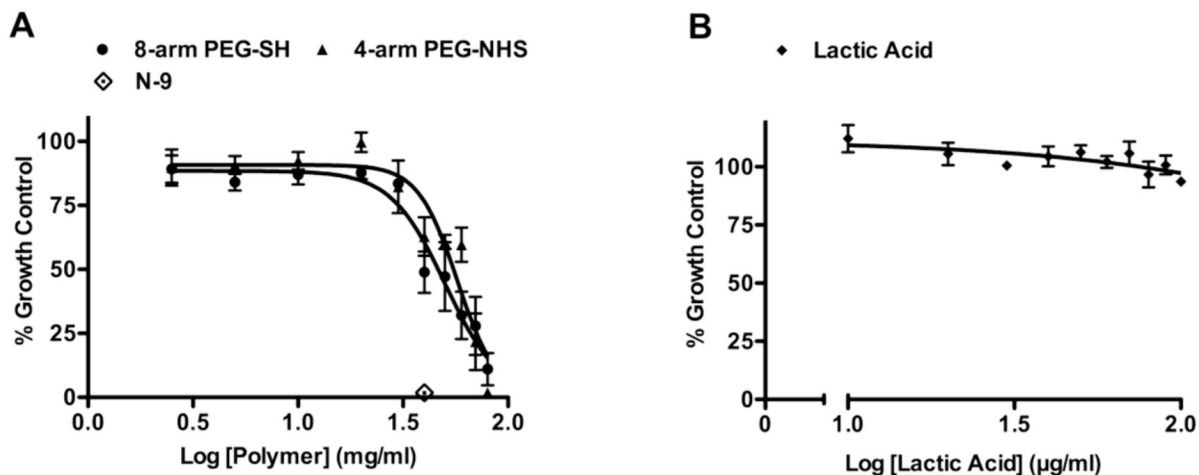 A
8-arm PEG-SH
4-arm PEG-NHS
N-9
% Growth Control
100
75
50
25
0
0.0
0.5
1.0
1.5
2.0
Log [Polymer] (mg/ml)
B
Lactic Acid
% Growth Control
100
75
50
25
0
0
1.0
1.5
2.0
Log [Lactic Acid] (μg/ml)